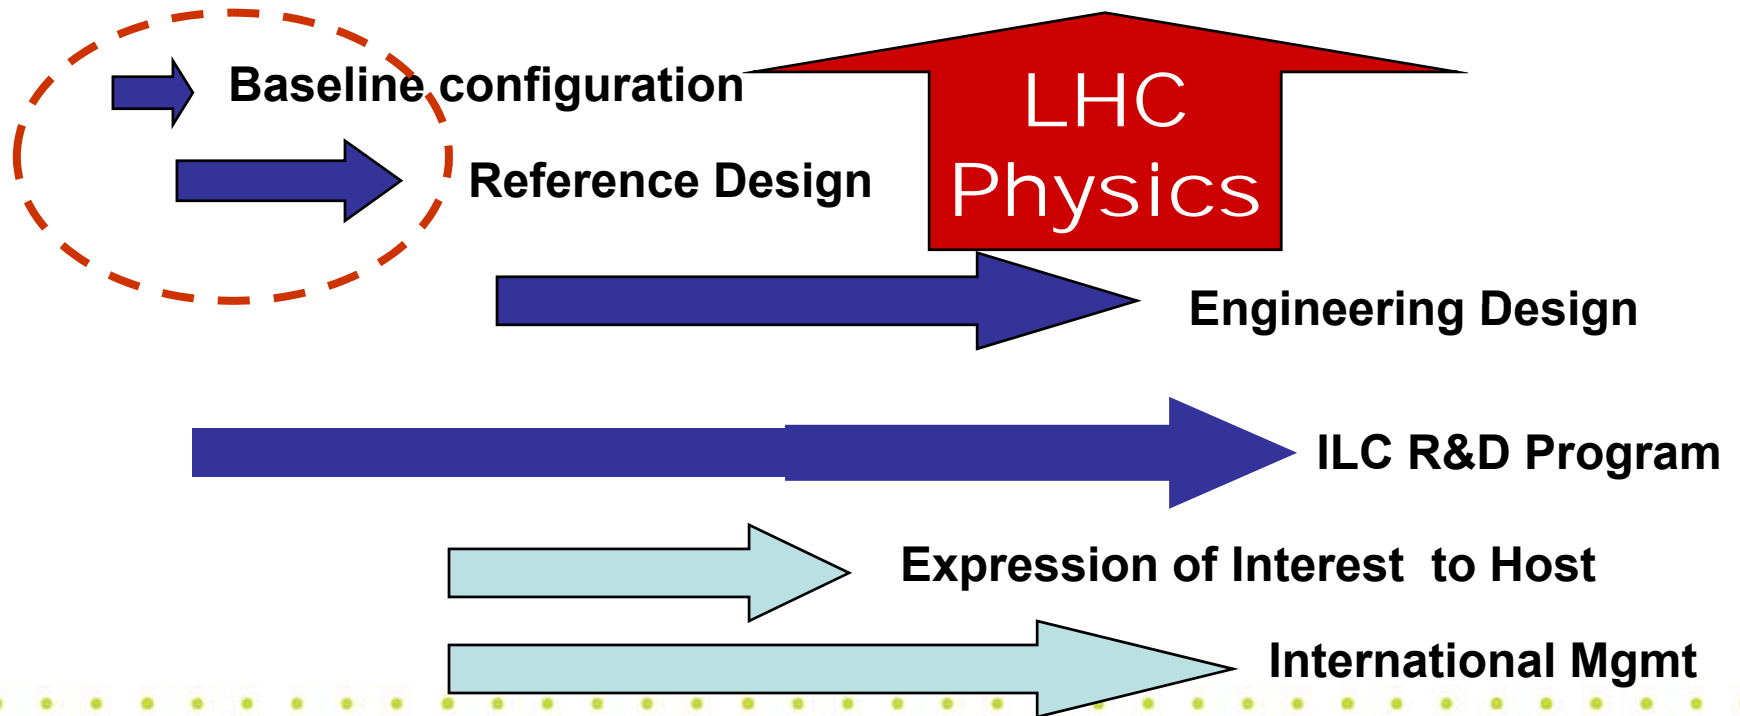 Baseline configuration
LHC
Physics
Reference Design
Engineering Design
ILC R&D Program
Expression of Interest to Host
International Mgmt